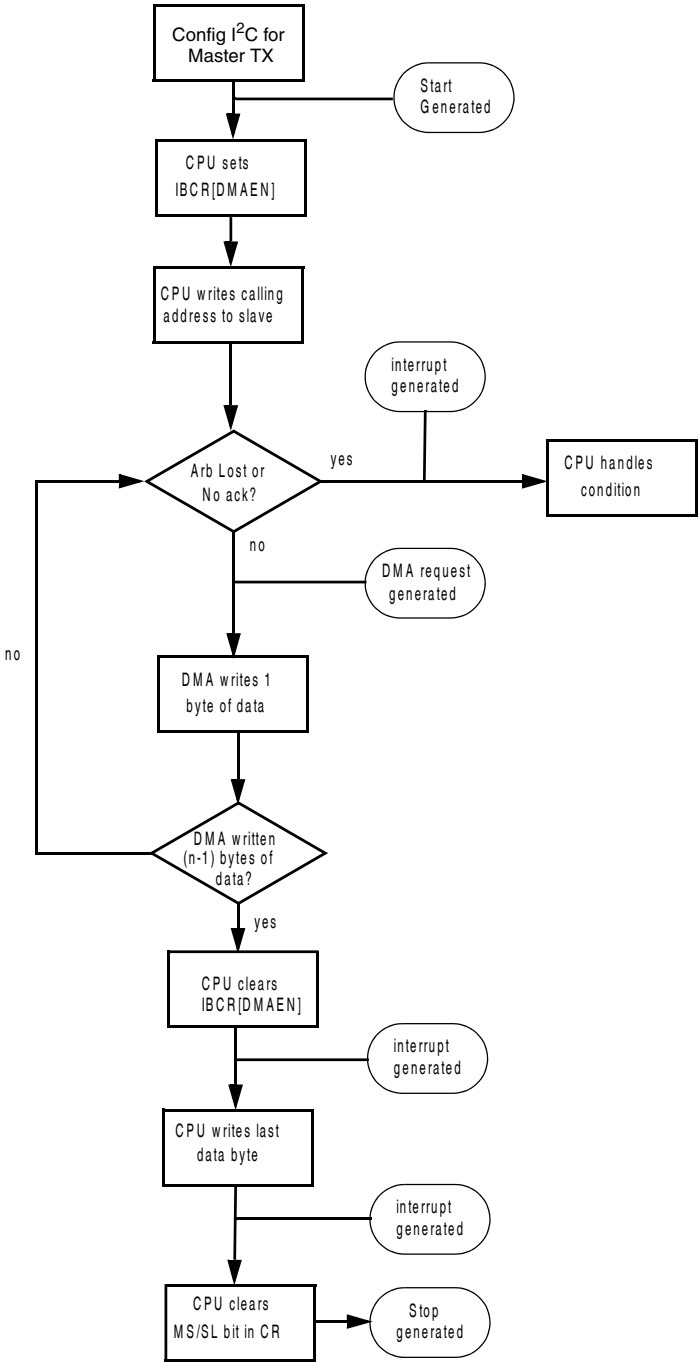 Config I²C for
Master TX
Start
Generated
CPU sets
IBCR[DMAEN]
CPU writes calling
address to slave
interrupt
generated
Arb Lost or
No ack?
yes
CPU handles
condition
no
DMA request
generated
no
DMA writes 1
byte of data
DMA written
(n-1) bytes of
data?
yes
CPU clears
IBCR[DMAEN]
interrupt
generated
CPU writes last
data byte
interrupt
generated
CPU clears
MS/SL bit in CR
Stop
generated